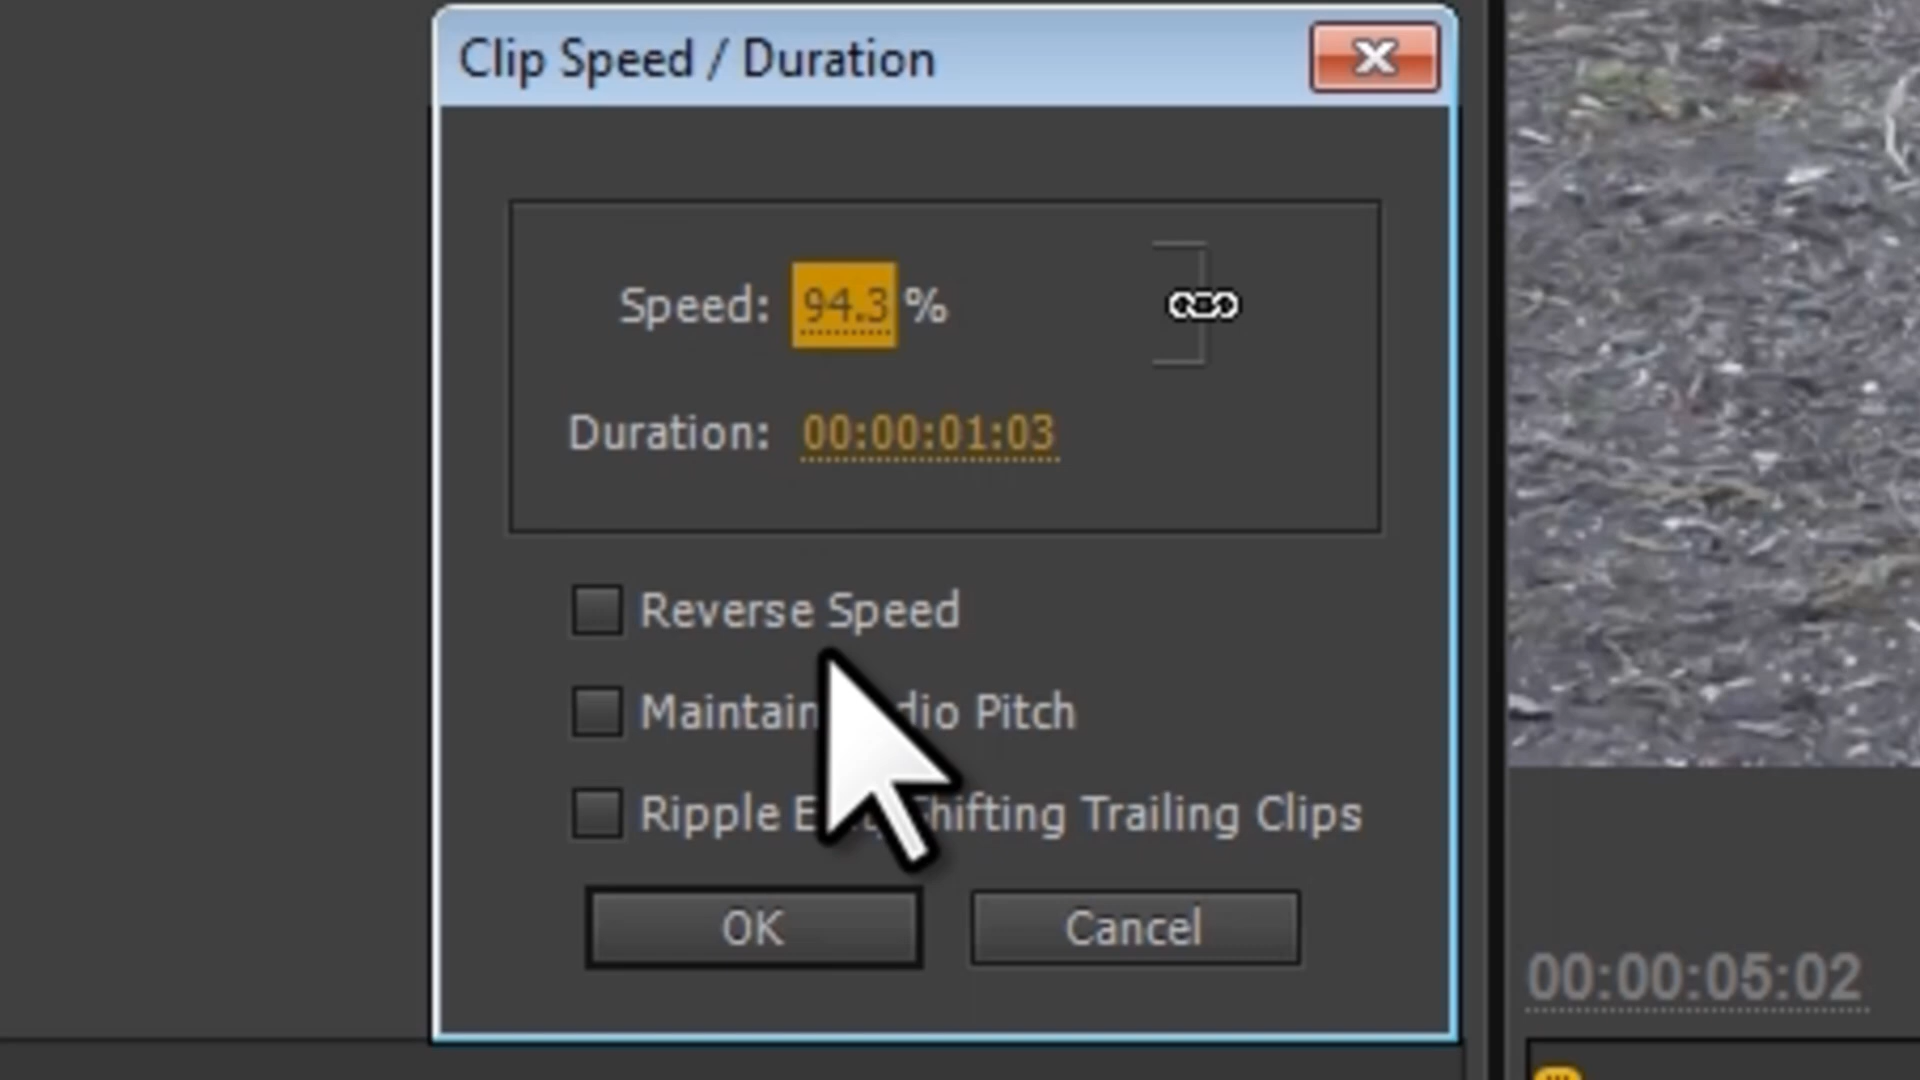 Clip Speed / Duration
Speed: 94.3 %
Duration: 00:00:01:03
Reverse Speed
Maintain dio Pitch
Ripple hifting Trailing Clips
OK Cancel
00:00:05:02